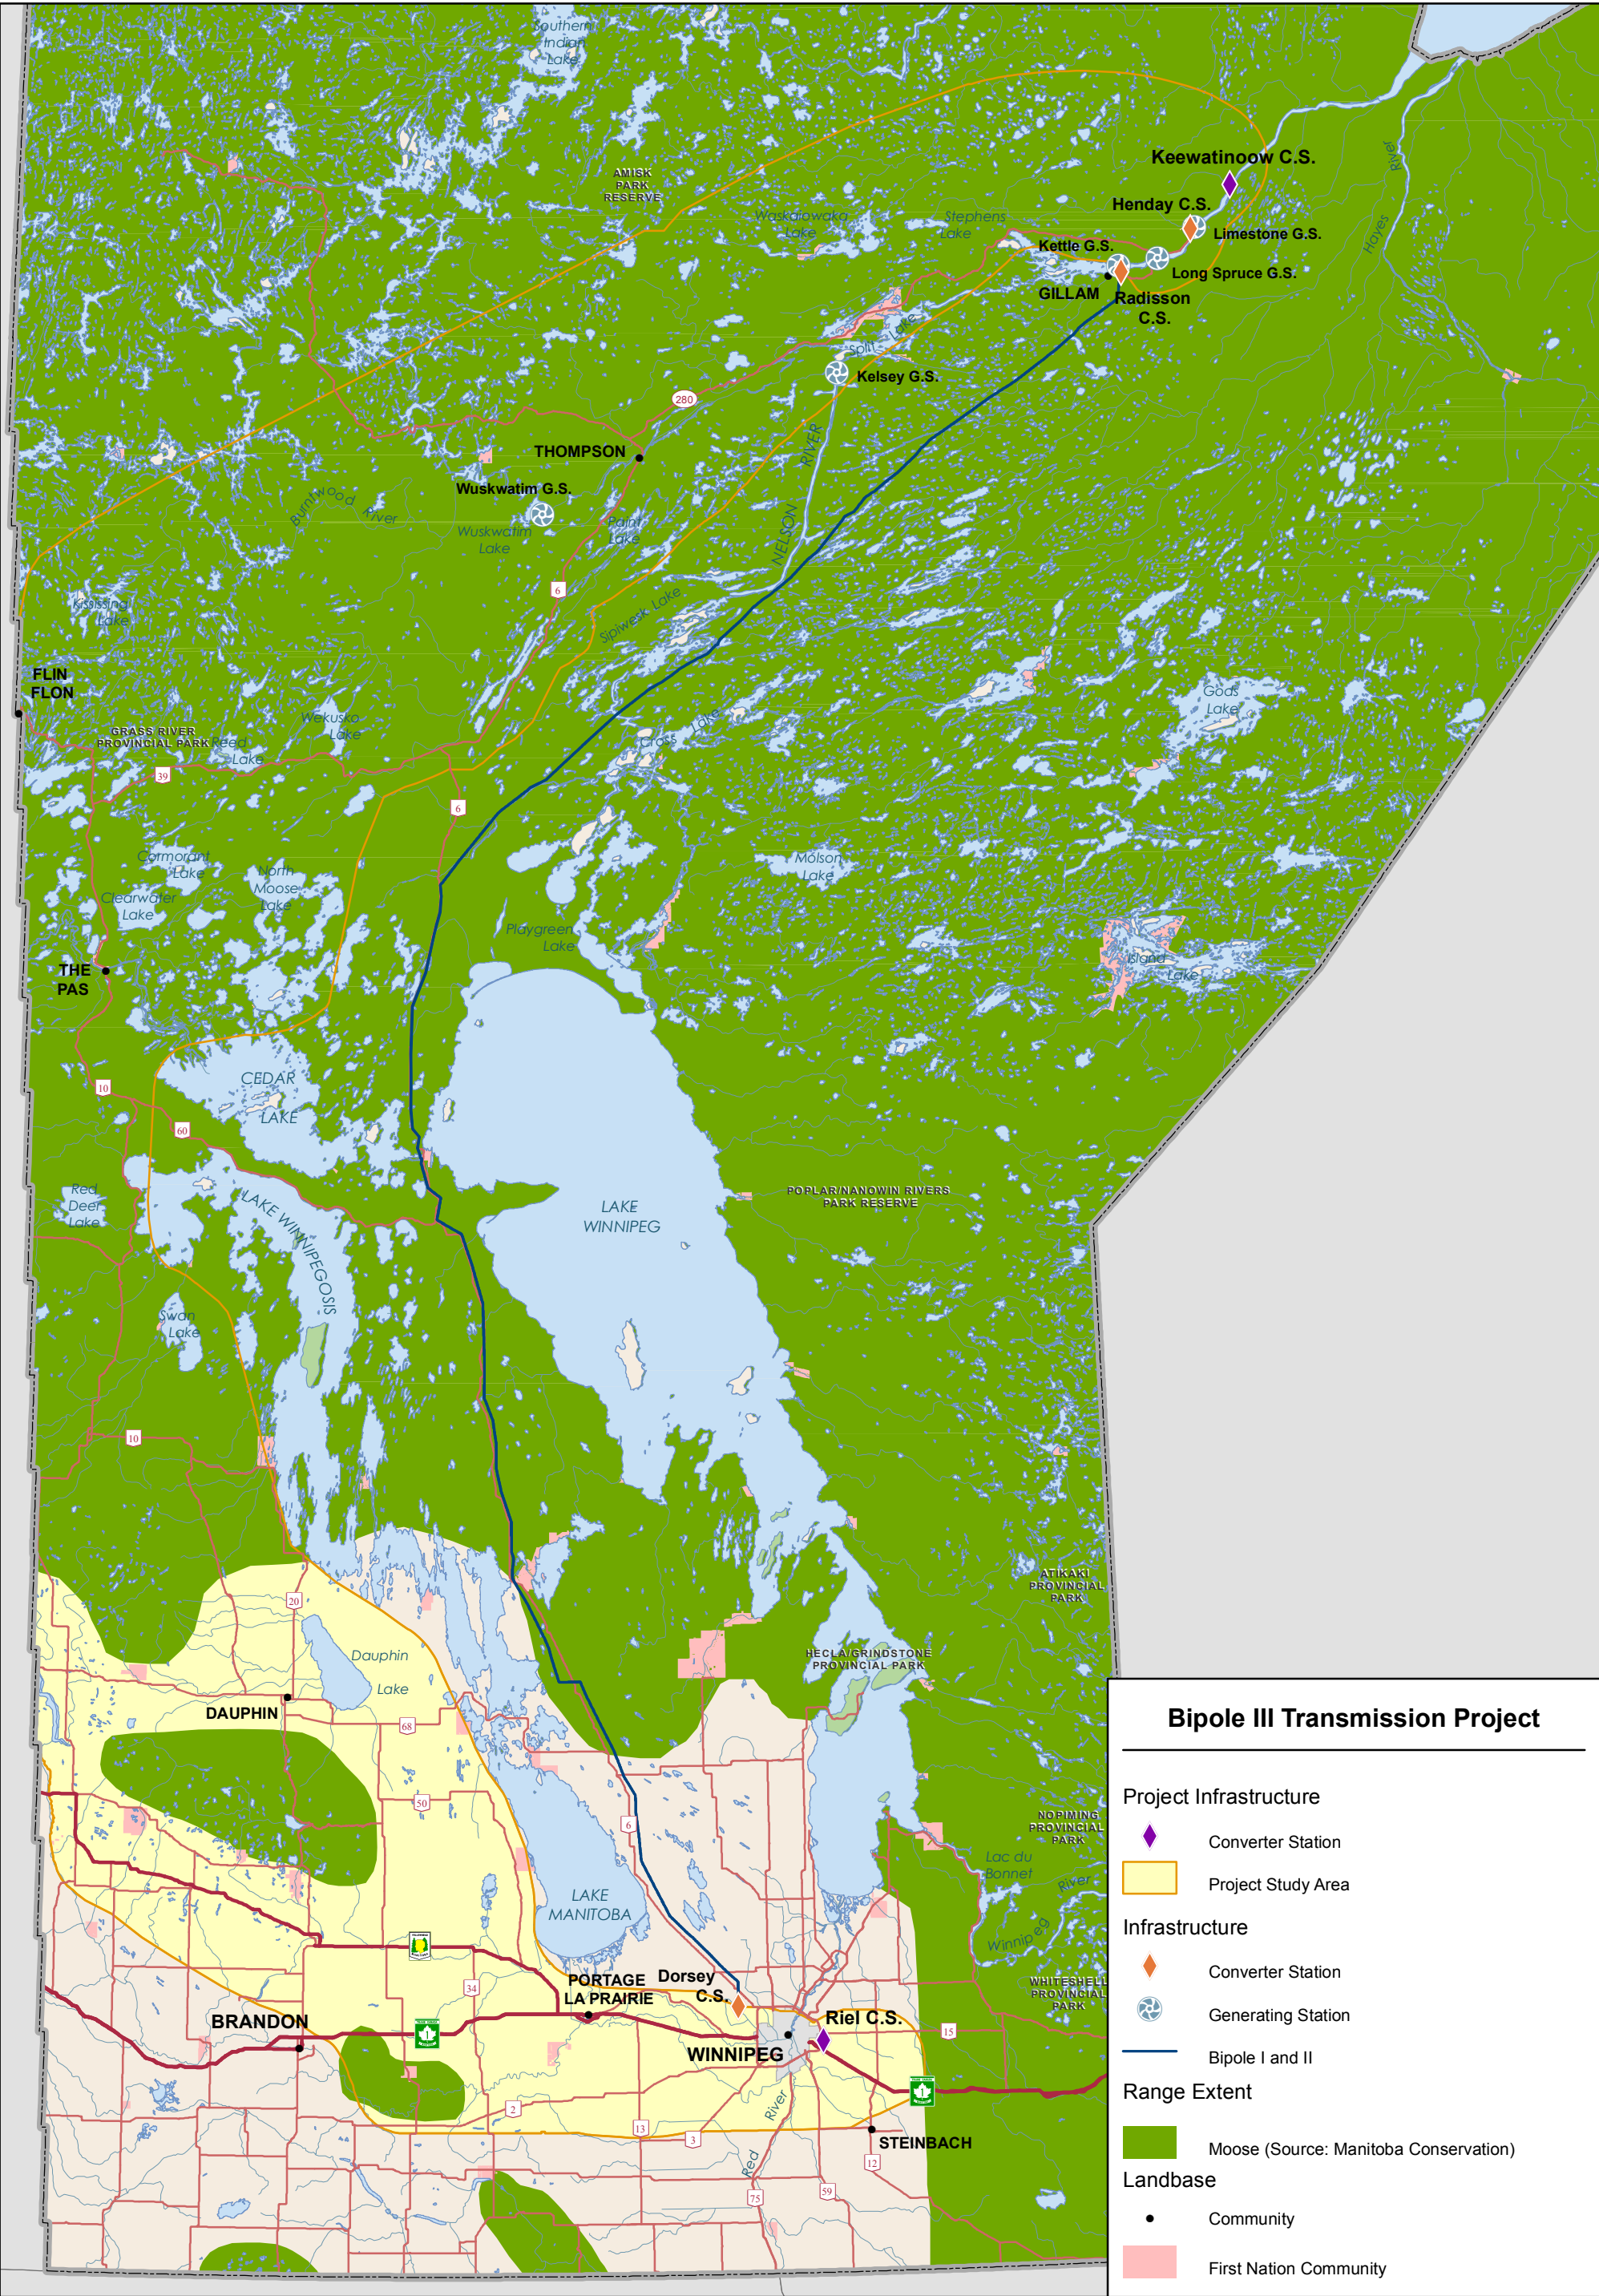 Southern
Indian
Lake
AMISK
PARK
RESERVE
Waskaiowaka
Lake
Stephens
Lake
Hayes River
Keewatinoow C.S.
Henday C.S.
Limestone G.S.
Kettle G.S.
Long Spruce G.S.
GILLAM
Radisson
C.S.
Split Lake
Kelsey G.S.
280
THOMPSON
Wuskwatim G.S.
Burntwood River
Wuskwatim
Lake
Paint
Lake
NELSON RIVER
6
Sipiwesk Lake
Kississing
Lake
FLIN
FLON
GRASS RIVER
PROVINCIAL PARK
Reed
Lake
Wekusko
Lake
39
Cross Lake
Gods
Lake
6
Cormorant
Lake
North
Moose
Lake
Clearwater
Lake
Molson
Lake
Playgreen
Lake
THE
PAS
Island
Lake
CEDAR
LAKE
10
60
Red
Deer
Lake
LAKE WINNIPEGOSIS
LAKE
WINNIPEG
POPLAR/NANOWIN RIVERS
PARK RESERVE
Swan
Lake
10
ATIKAKI
PROVINCIAL
PARK
20
Dauphin
Lake
HECLA/GRINDSTONE
PROVINCIAL PARK
DAUPHIN
68
50
6
NOPIMING
PROVINCIAL
PARK
Lac du
Bonnet
Winnipeg River
LAKE
MANITOBA
34
PORTAGE
LA PRAIRIE
Dorsey
C.S.
WHITESHELL
PROVINCIAL
PARK
BRANDON
1
Riel C.S.
15
WINNIPEG
1
2
13
3
Red River
STEINBACH
12
75
59
Bipole III Transmission Project
Project Infrastructure
Converter Station
Project Study Area
Infrastructure
Converter Station
Generating Station
Bipole I and II
Range Extent
Moose (Source: Manitoba Conservation)
Landbase
Community
First Nation Community